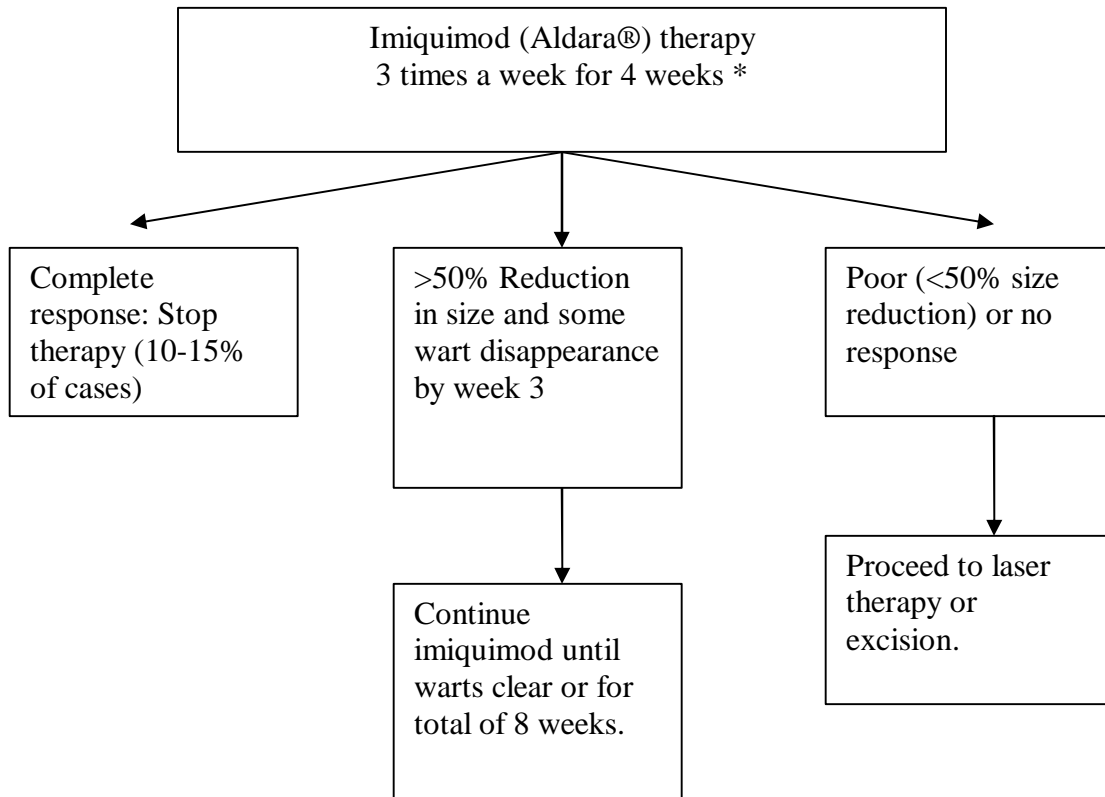 Imiquimod (Aldara®) therapy
3 times a week for 4 weeks *
Complete
response: Stop
therapy (10-15%
of cases)
>50% Reduction
in size and some
wart disappearance
by week 3
Poor (<50% size
reduction) or no
response
Continue
imiquimod until
warts clear or for
total of 8 weeks.
Proceed to laser
therapy or
excision.